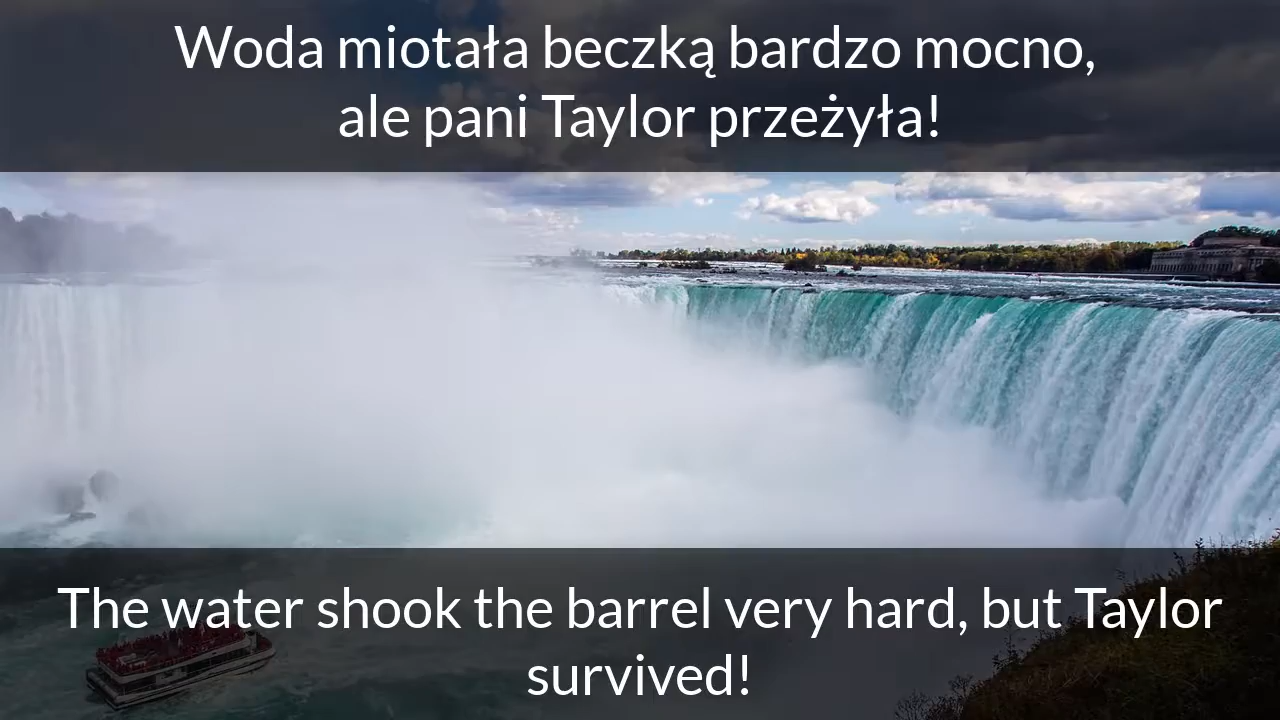 Woda miotała beczką bardzo mocno,
ale pani Taylor przeżyła!
The water shook the barrel very hard, but Taylor
survived!